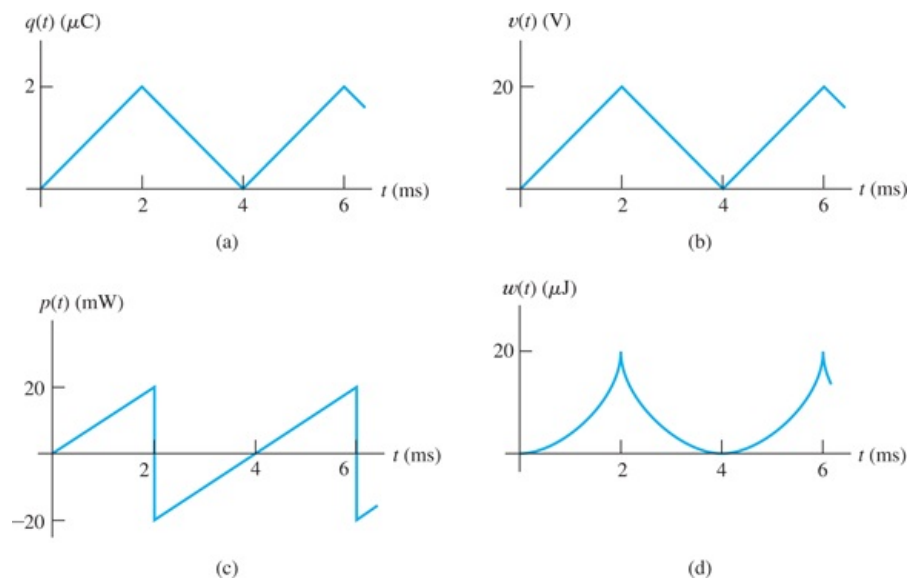 q(t) (μC)
2
2
4
6
t (ms)
(a)
v(t) (V)
20
2
4
6
t (ms)
(b)
p(t) (mW)
20
−20
2
4
6
t (ms)
(c)
w(t) (μJ)
20
2
4
6
t (ms)
(d)